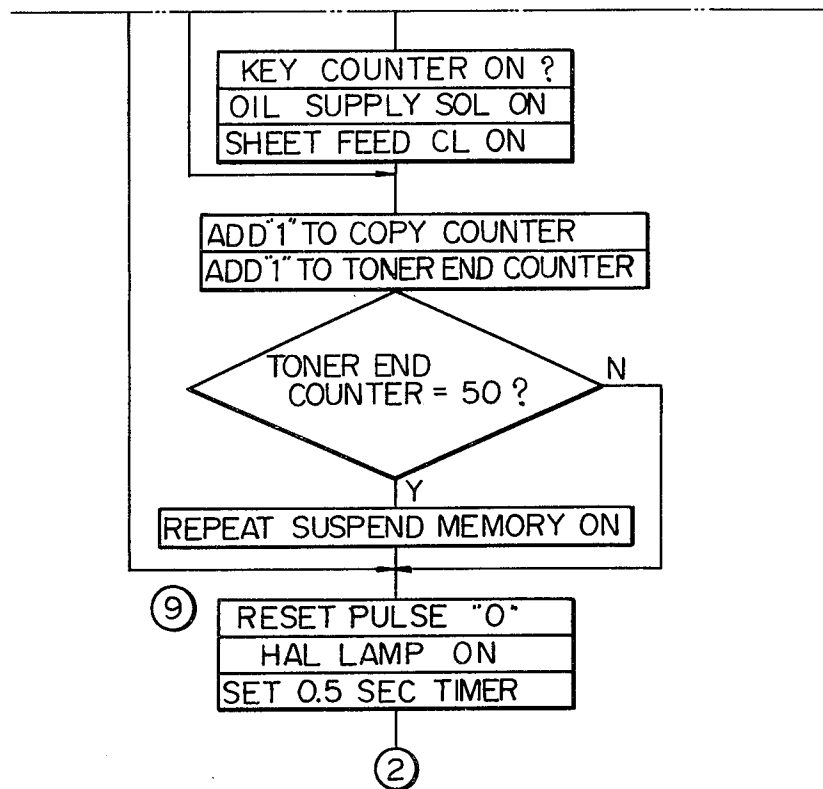 KEY COUNTER ON ?
OIL SUPPLY SOL ON
SHEET FEED CL ON
ADD "1" TO COPY COUNTER
ADD "1" TO TONER END COUNTER
TONER END
COUNTER = 50 ?
N
Y
REPEAT SUSPEND MEMORY ON
9
RESET PULSE "0"
HAL LAMP ON
SET 0.5 SEC TIMER
2